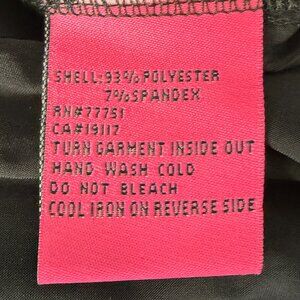 SHELL:93%POLYESTER
7%SPANDEX
RN#77751
CA#19112
TURN GARMENT INSIDE OUT
HAND WASH COLD
DO NOT BLEACH
COOL IRON ON REVERSE SIDE